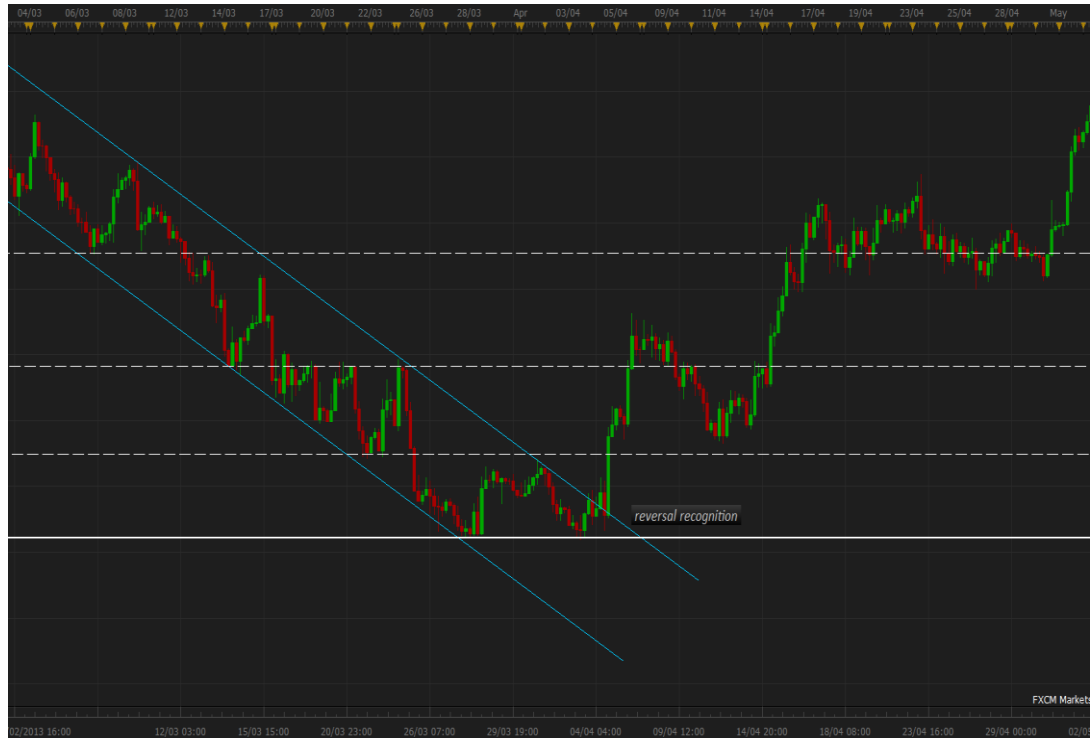 04/03 06/03 08/03 12/03 14/03 17/03 20/03 22/03 26/03 28/03 Apr 03/04 05/04 09/04 11/04 14/04 17/04 19/04 23/04 25/04 28/04 May
reversal recognition
FXCM Markets
02/2013 16:00 12/03 03:00 15/03 15:00 20/03 23:00 26/03 07:00 29/03 19:00 04/04 04:00 09/04 12:00 14/04 20:00 18/04 08:00 23/04 16:00 29/04 00:00 02/0